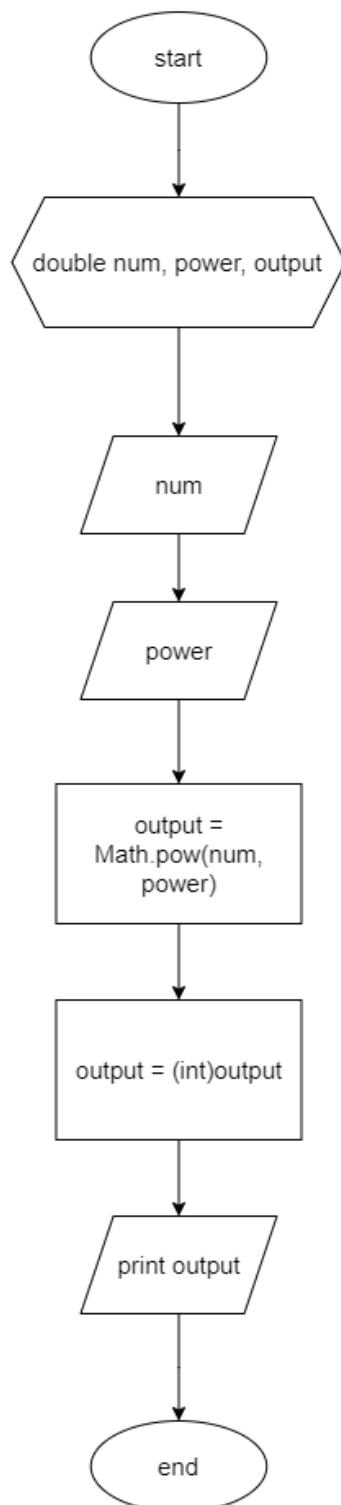 start
double num, power, output
num
power
output =
Math.pow(num,
power)
output = (int)output
print output
end